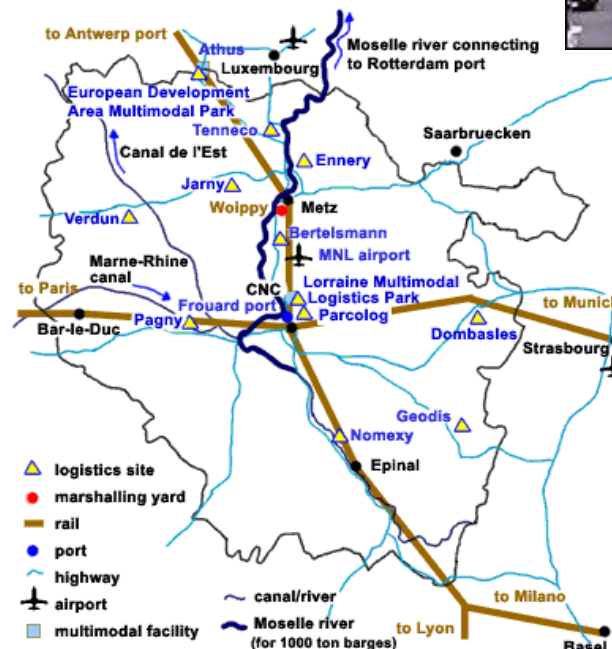 to Antwerp port
Athus
Luxembourg
Moselle river connecting
to Rotterdam port
European Development
Area Multimodal Park
Tenneco
Saarbruecken
Canal de l'Est
Ennery
Jarny
Woippy
Metz
Verdun
Bertelsmann
MNL airport
Marne-Rhine
canal
CNC
Lorraine Multimodal
Logistics Park
to Paris
to Munic
Frouard port
Parcolog
Bar-le-Duc
Pagny
Dombasles
Strasbourg
Geodis
Nomexy
Epinal
logistics site
marshalling yard
rail
port
highway
airport
multimodal facility
canal/river
Moselle river
(for 1000 ton barges)
to Milano
to Lyon
Basel